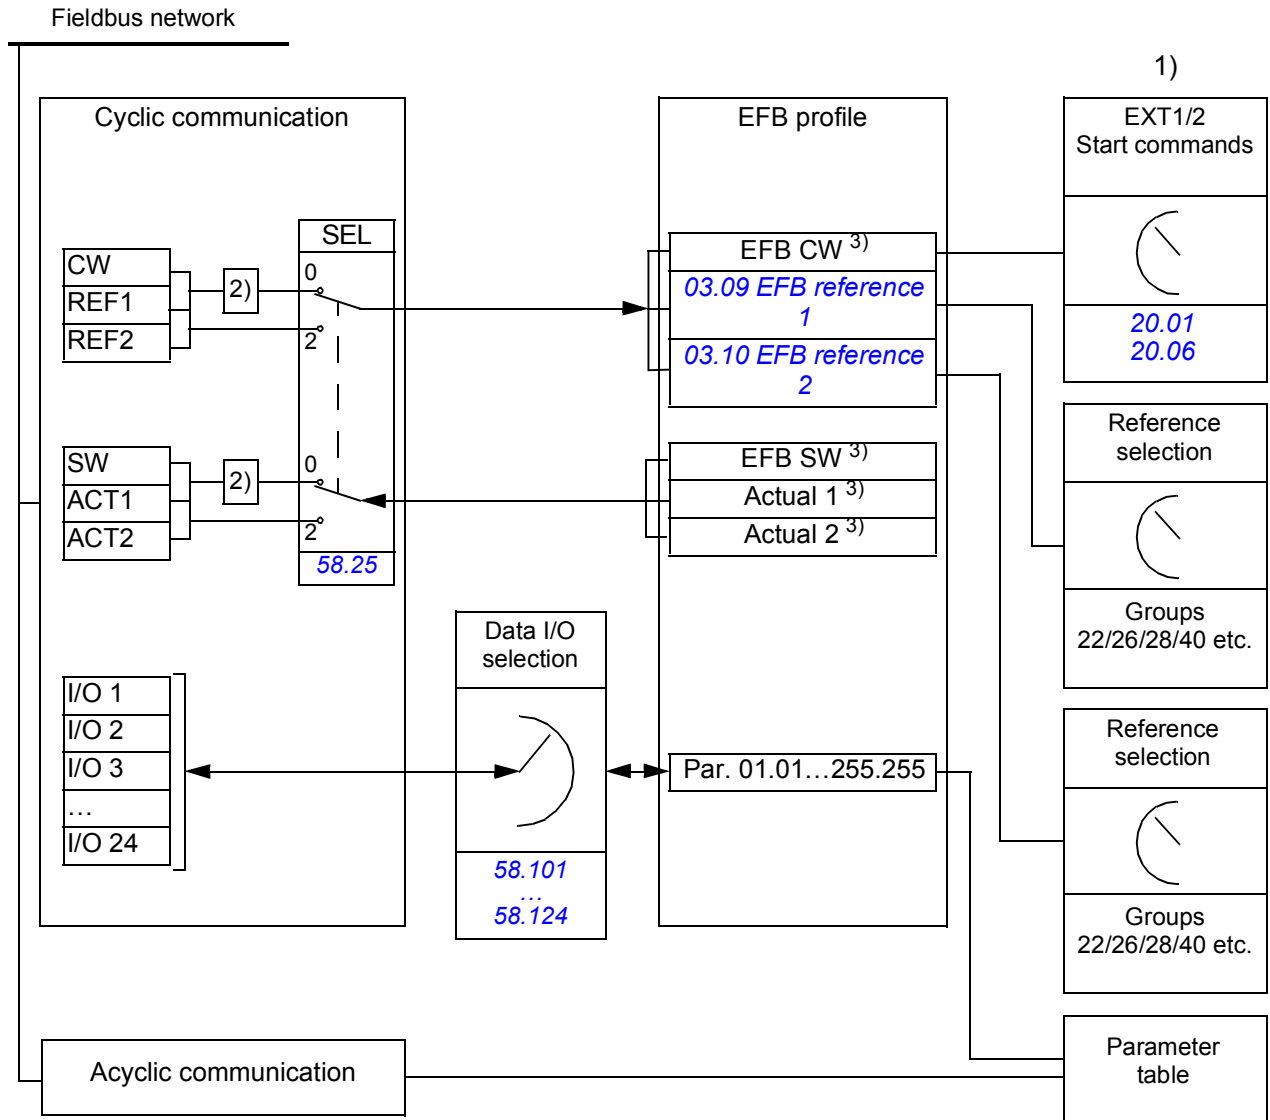 Fieldbus network
1)
Cyclic communication
EFB profile
EXT1/2
Start commands
SEL
CW
REF1
REF2
2)
0
2
EFB CW 3)
03.09 EFB reference
1
03.10 EFB reference
2
20.01
20.06
SW
ACT1
ACT2
2)
0
2
58.25
EFB SW 3)
Actual 1 3)
Actual 2 3)
Reference
selection
Groups
22/26/28/40 etc.
Data I/O
selection
I/O 1
I/O 2
I/O 3
…
I/O 24
58.101
…
58.124
Par. 01.01…255.255
Reference
selection
Groups
22/26/28/40 etc.
Acyclic communication
Parameter
table